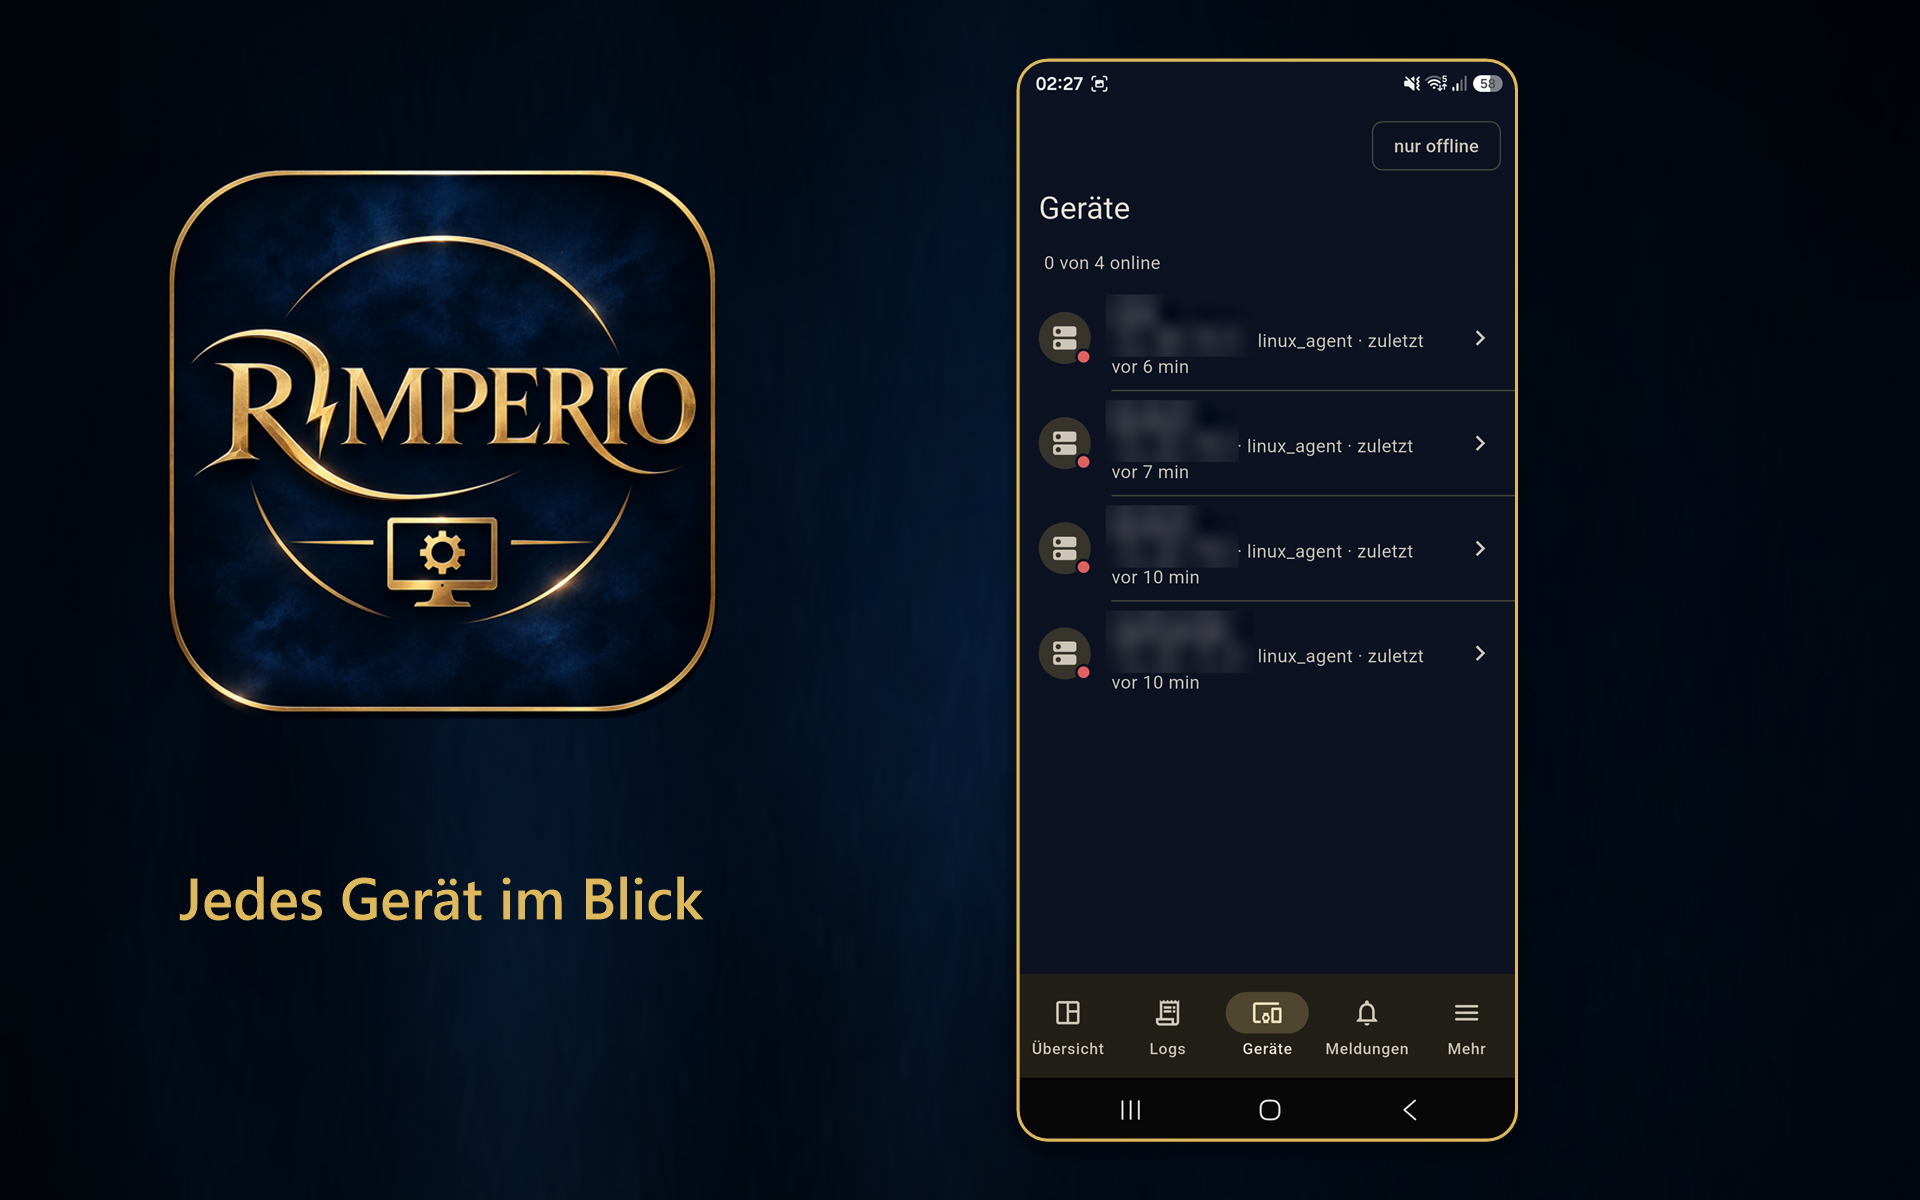 RIMPERIO
Jedes Gerät im Blick
02:27
5
58
nur offline
Geräte
0 von 4 online
linux_agent · zuletzt
vor 6 min
· linux_agent · zuletzt
vor 7 min
· linux_agent · zuletzt
vor 10 min
linux_agent · zuletzt
vor 10 min
Übersicht
Logs
Geräte
Meldungen
Mehr